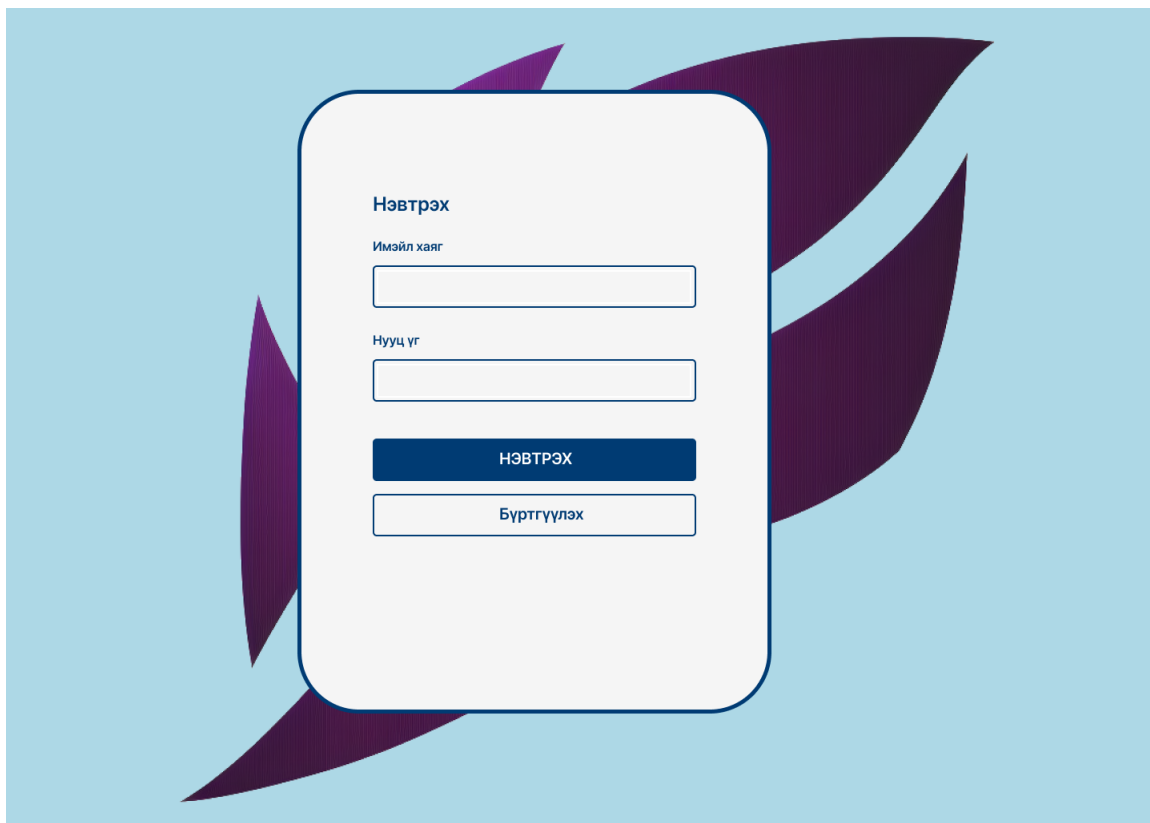 Нэвтрэх
Имэйл хаяг
Нууц үг
НЭВТРЭХ
Бүртгүүлэх